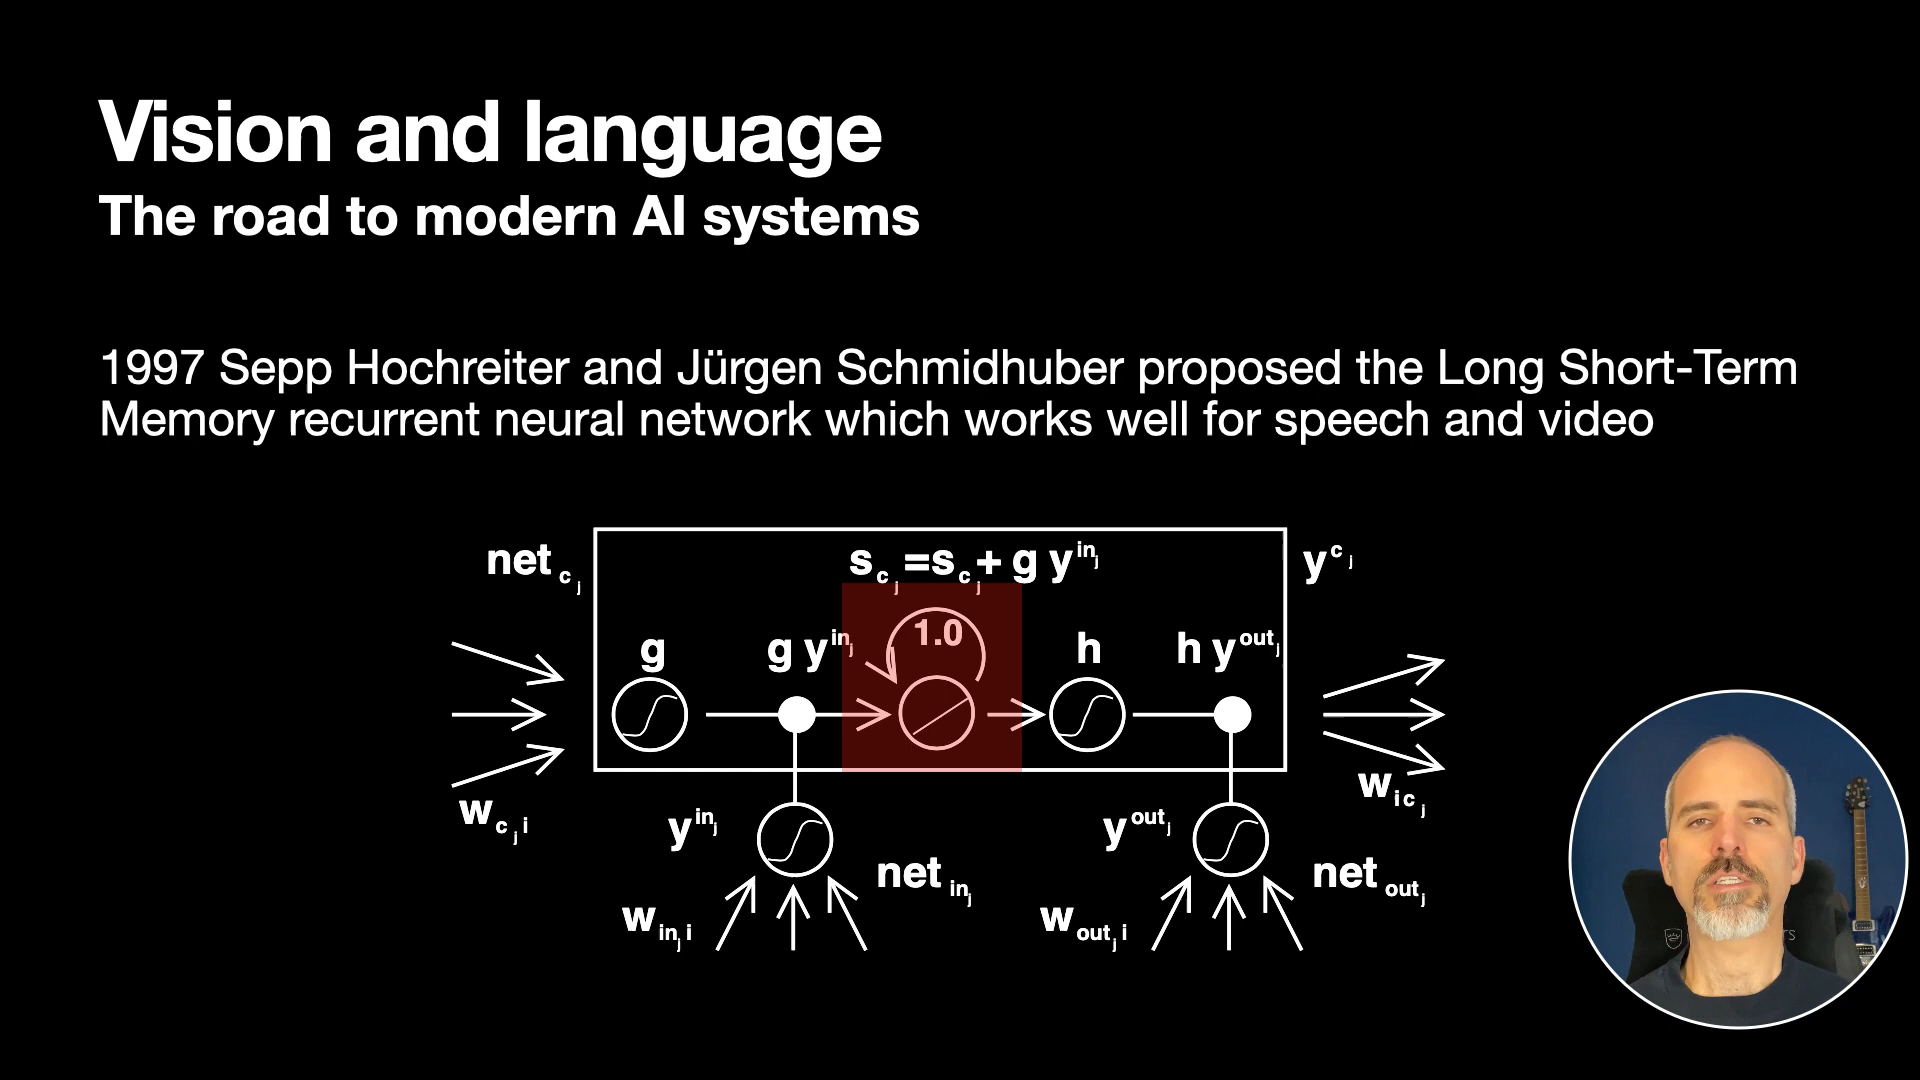 Vision and language
The road to modern AI systems
1997 Sepp Hochreiter and Jürgen Schmidhuber proposed the Long Short-Term
Memory recurrent neural network which works well for speech and video
net c j
s c j =s c j + g y in j
y c j
g
g y in j
1.0
h
h y out j
w c j i
y in j
net in j
w in j i
y out j
net out j
w out j i
w i c j